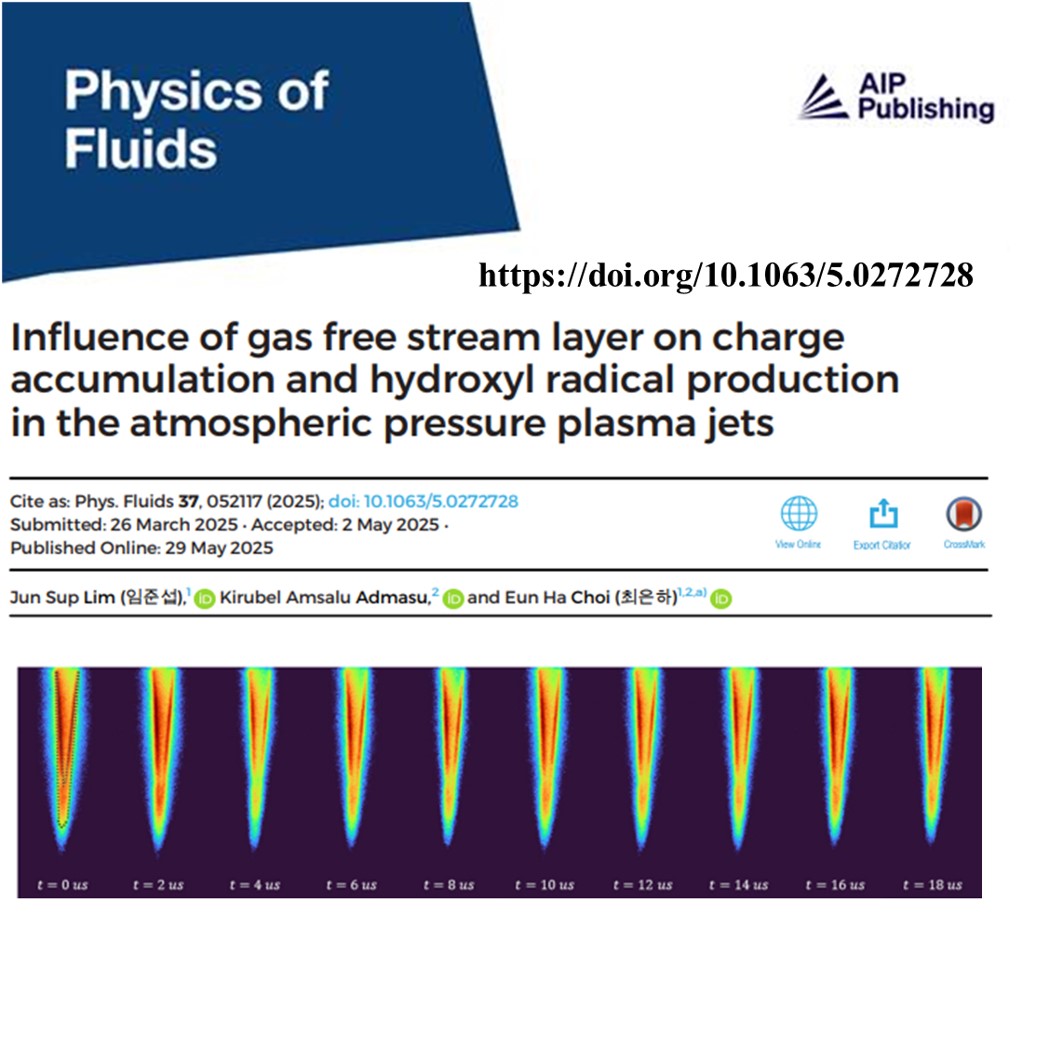 Physics of
Fluids
AIP
Publishing
https://doi.org/10.1063/5.0272728
Influence of gas free stream layer on charge
accumulation and hydroxyl radical production
in the atmospheric pressure plasma jets
Cite as: Phys. Fluids 37, 052117 (2025); doi: 10.1063/5.0272728
Submitted: 26 March 2025 · Accepted: 2 May 2025 ·
Published Online: 29 May 2025
View Online
Export Citation
CrossMark
Jun Sup Lim (임준섭),1 iD Kirubel Amsalu Admasu,2 iD and Eun Ha Choi (최은하)1,2,a) iD
t = 0 us
t = 2 us
t = 4 us
t = 6 us
t = 8 us
t = 10 us
t = 12 us
t = 14 us
t = 16 us
t = 18 us